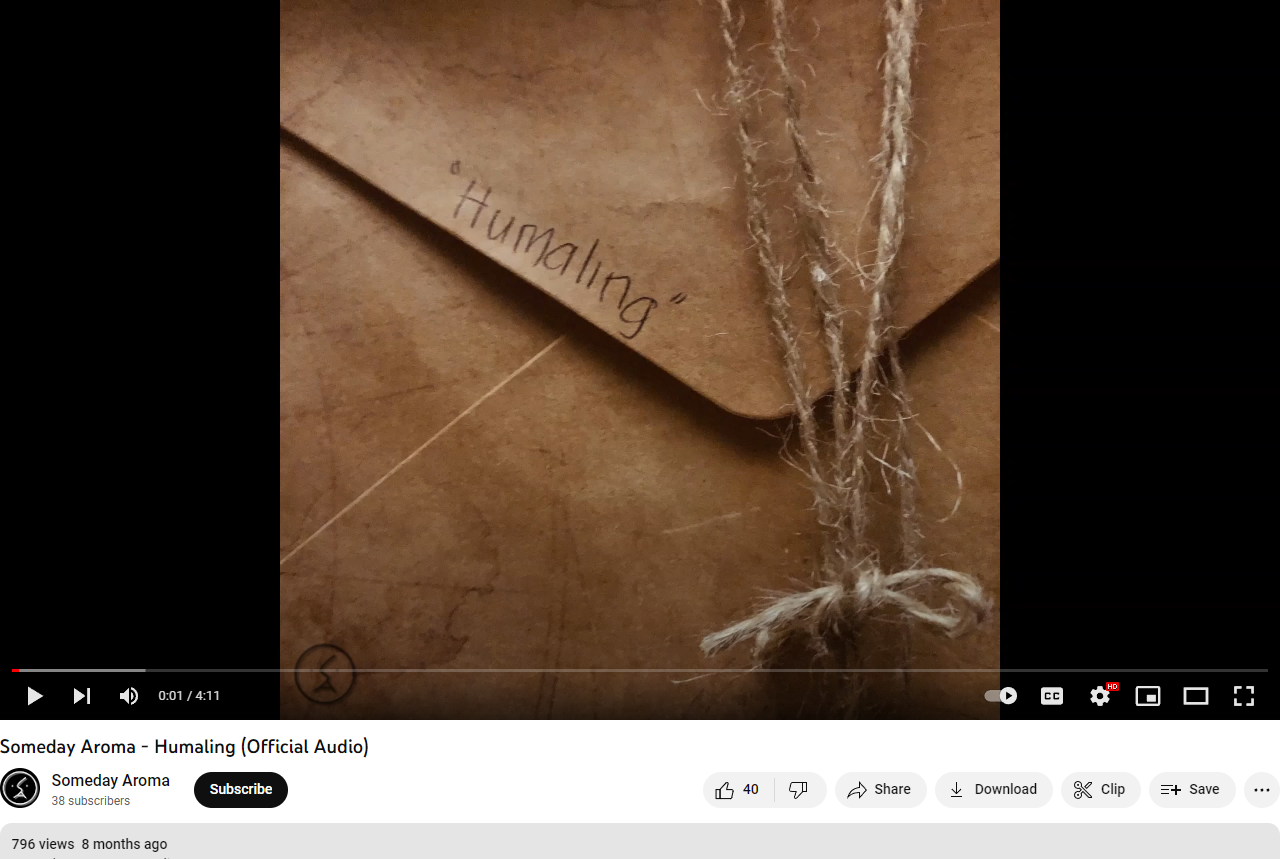 "Humaling"
0:01 / 4:11
CC
HD
Someday Aroma - Humaling (Official Audio)
Someday Aroma
38 subscribers
Subscribe
40
Share
Download
Clip
Save
796 views 8 months ago